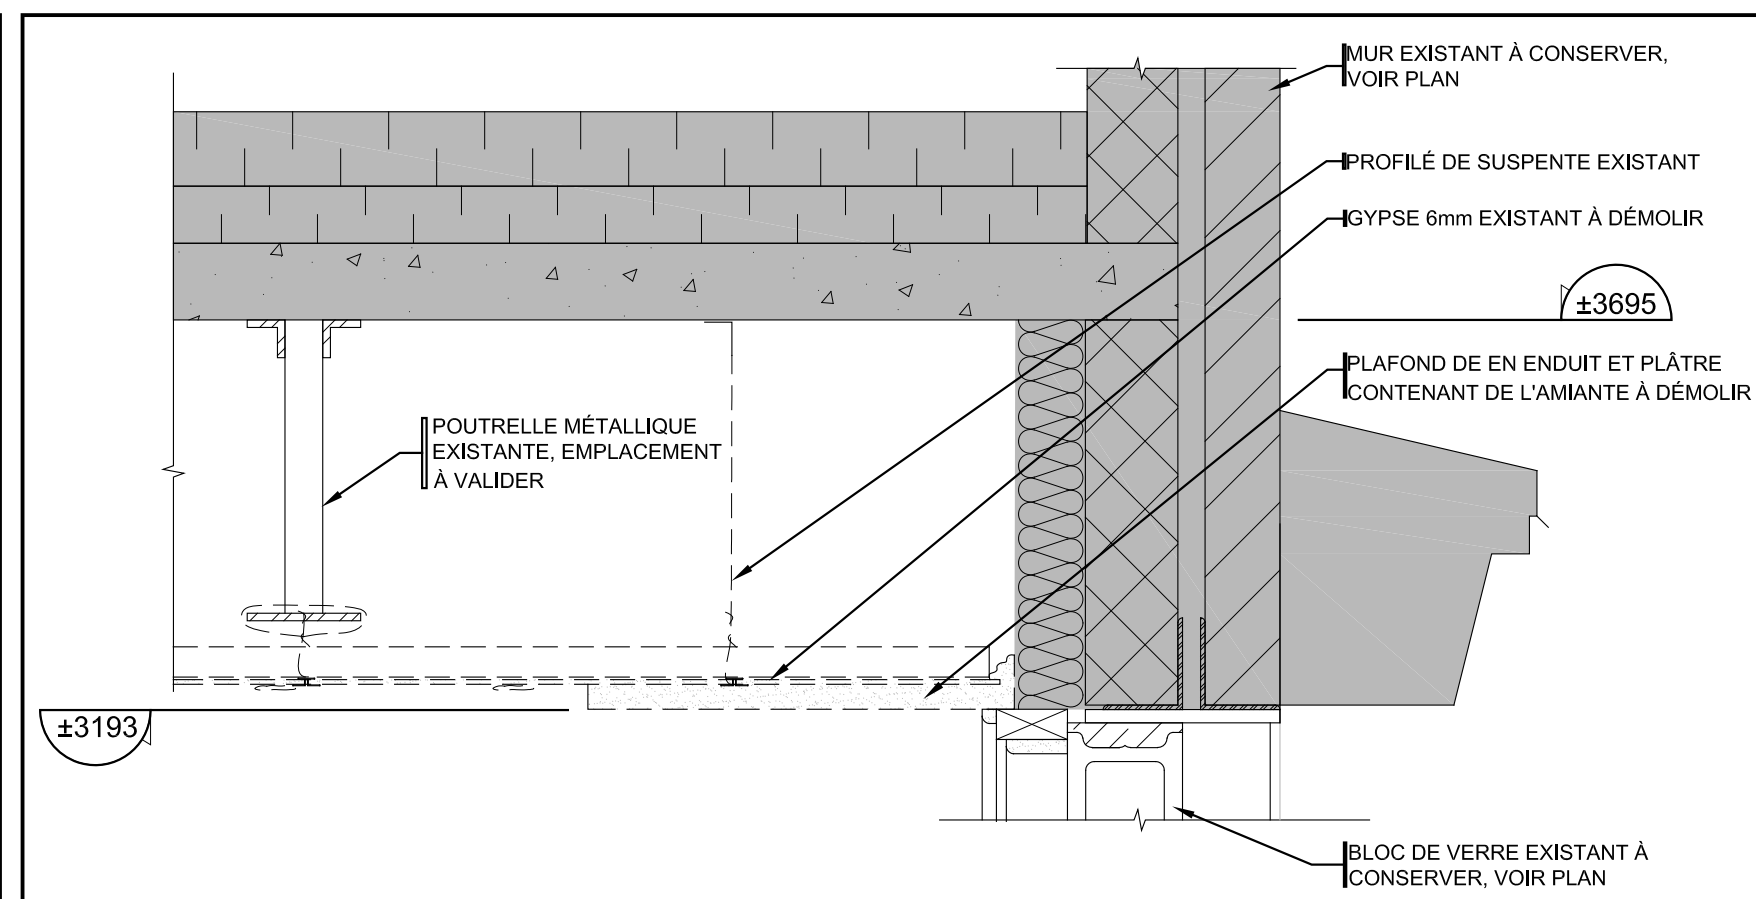 MUR EXISTANT À CONSERVER,
VOIR PLAN
PROFILÉ DE SUSPENTE EXISTANT
GYPSE 6mm EXISTANT À DÉMOLIR
±3695
PLAFOND DE EN ENDUIT ET PLÂTRE
CONTENANT DE L'AMIANTE À DÉMOLIR
POUTRELLE MÉTALLIQUE
EXISTANTE, EMPLACEMENT
À VALIDER
±3193
BLOC DE VERRE EXISTANT À
CONSERVER, VOIR PLAN